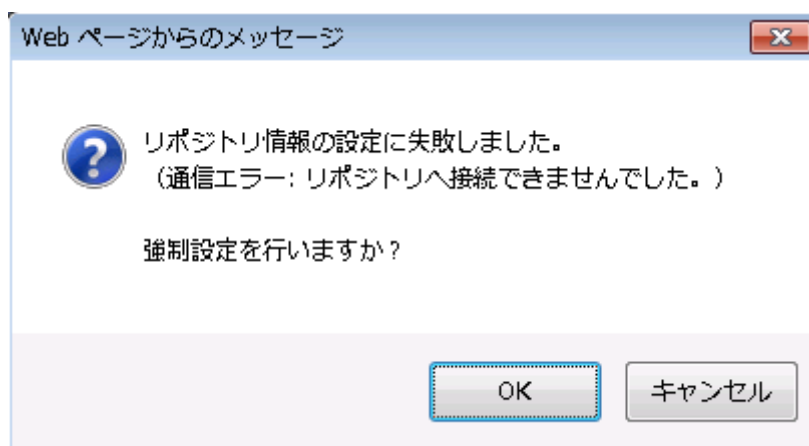 Web ページからのメッセージ
リポジトリ情報の設定に失敗しました。
（通信エラー: リポジトリへ接続できませんでした。）
強制設定を行いますか？
OK
キャンセル